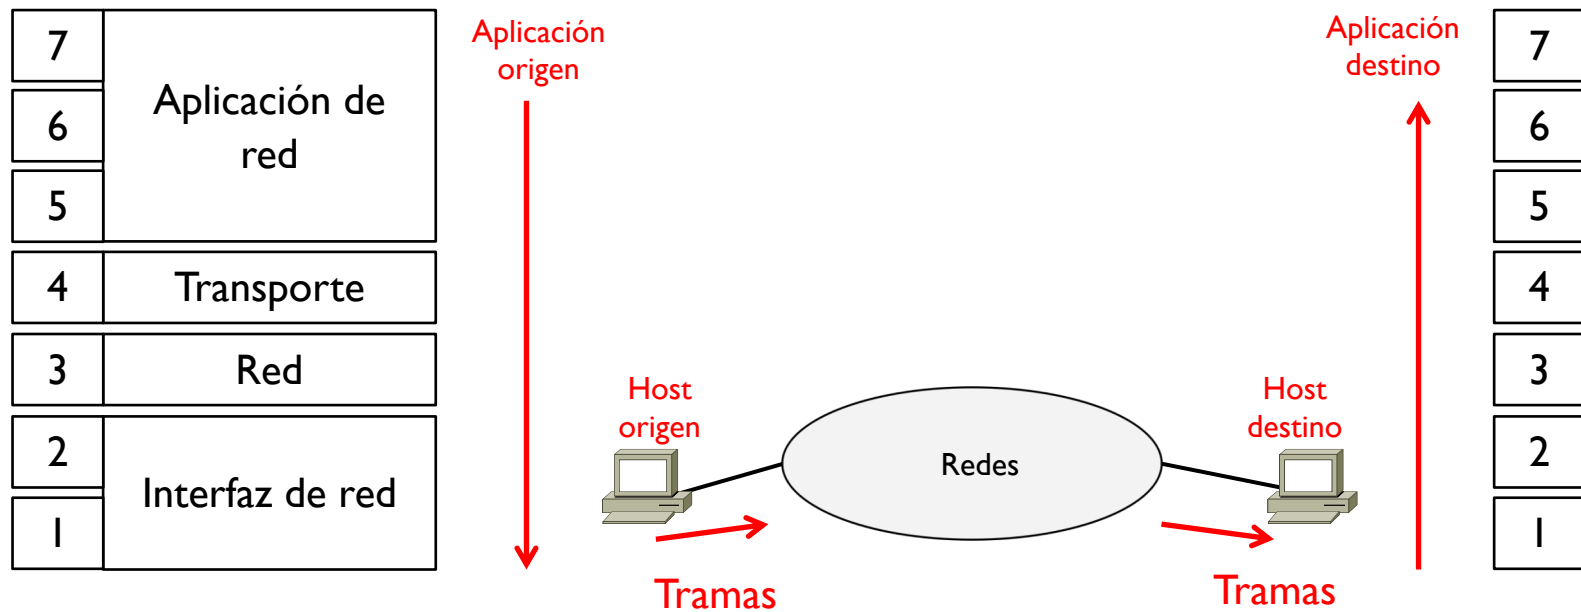 7
6
5
4
3
2
1
Aplicación de
red
Transporte
Red
Interfaz de red
Aplicación
origen
Host
origen
Tramas
Redes
Host
destino
Tramas
Aplicación
destino
7
6
5
4
3
2
1